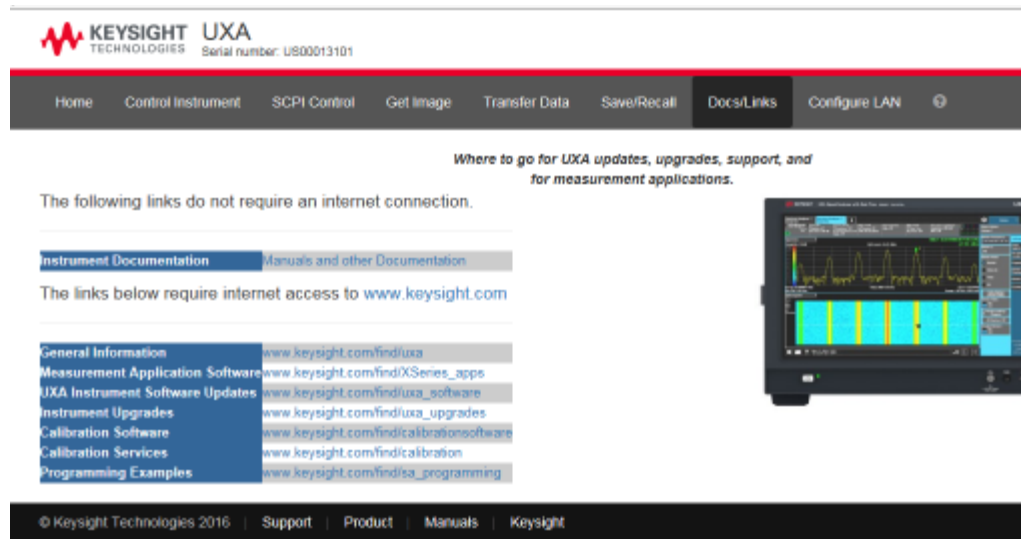 KEYSIGHT UXA
TECHNOLOGIES Serial number: US00013101
Home Control Instrument SCPI Control Get Image Transfer Data Save/Recall Docs/Links Configure LAN ?
Where to go for UXA updates, upgrades, support, and
for measurement applications.
The following links do not require an internet connection.
Instrument Documentation Manuals and other Documentation
The links below require internet access to www.keysight.com
General Information www.keysight.com/find/uxa
Measurement Application Software www.keysight.com/find/XSeries_apps
UXA Instrument Software Updates www.keysight.com/find/uxa_software
Instrument Upgrades www.keysight.com/find/uxa_upgrades
Calibration Software www.keysight.com/find/calibrationsoftware
Calibration Services www.keysight.com/find/calibration
Programming Examples www.keysight.com/find/sa_programming
© Keysight Technologies 2016 | Support | Product | Manuals | Keysight